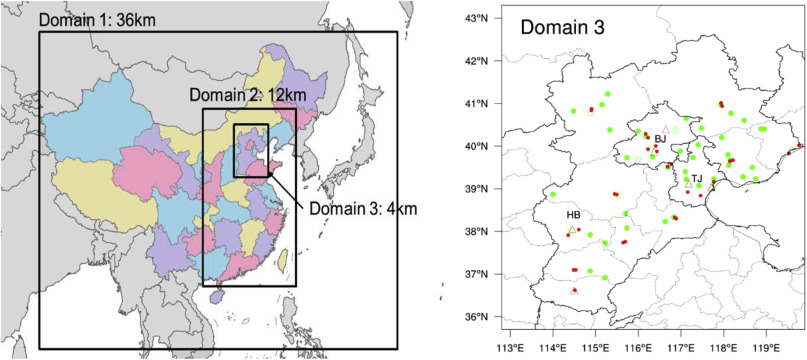 Domain 1: 36km
Domain 2: 12km
Domain 3: 4km
Domain 3
43°N
42°N
41°N
40°N
39°N
38°N
37°N
36°N
BJ
TJ
HB
113°E 114°E 115°E 116°E 117°E 118°E 119°E